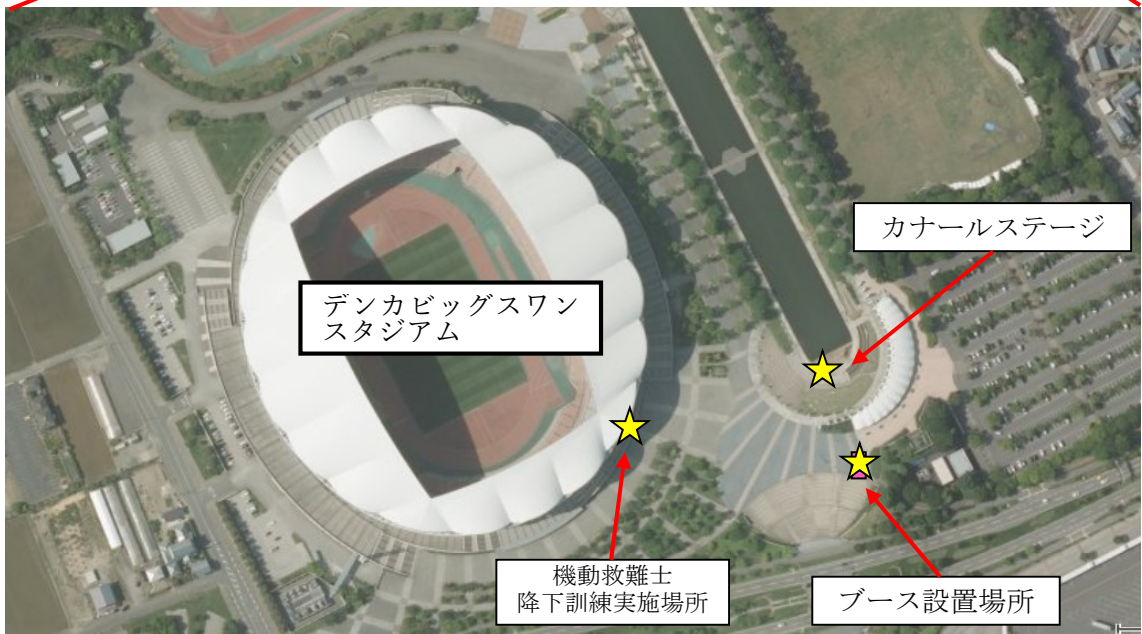 カナールステージ
デンカビッグスワン
スタジアム
機動救難士
降下訓練実施場所
ブース設置場所